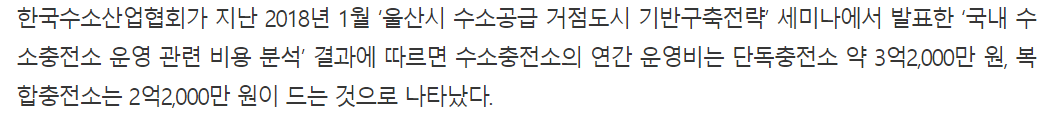 한국수소산업협회가 지난 2018년 1월 ‘울산시 수소공급 거점도시 기반구축전략’ 세미나에서 발표한 ‘국내 수
소충전소 운영 관련 비용 분석’ 결과에 따르면 수소충전소의 연간 운영비는 단독충전소 약 3억2,000만 원, 복
합충전소는 2억2,000만 원이 드는 것으로 나타났다.